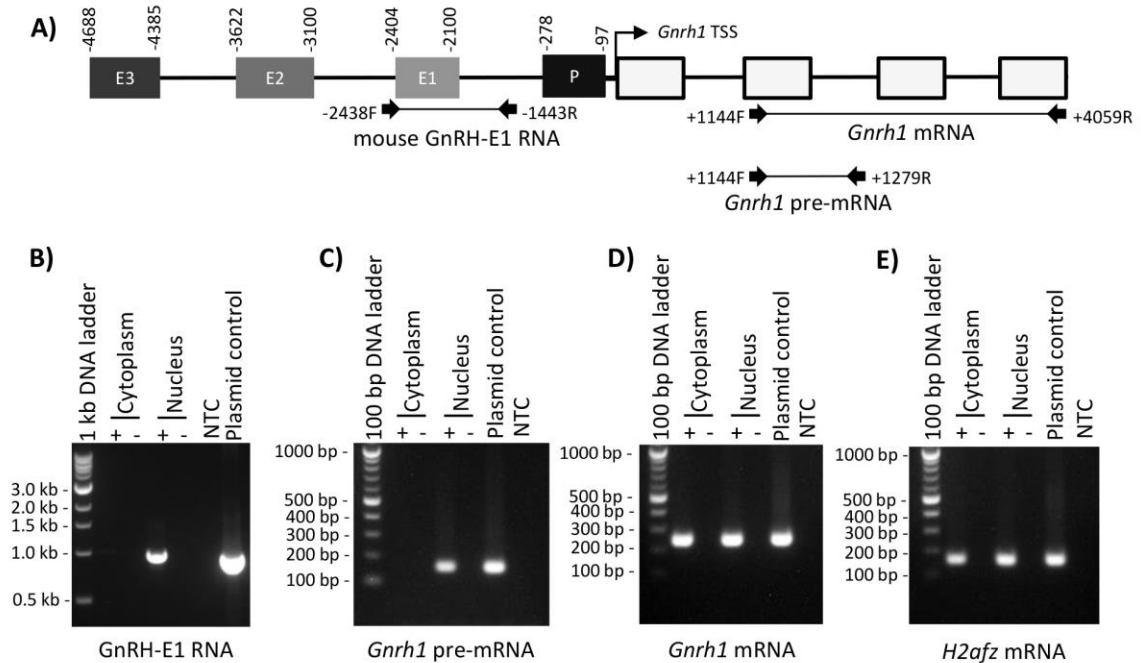 A)
-4688
-4385
-3622
-3100
-2404
-2100
-278
-97
Gnrh1 TSS
E3
E2
E1
P
-2438F
-1443R
mouse GnRH-E1 RNA
+1144F
+4059R
Gnrh1 mRNA
+1144F
+1279R
Gnrh1 pre-mRNA
B)
1 kb DNA ladder
Cytoplasm
Nucleus
+
-
+
-
NTC
Plasmid control
3.0 kb -
2.0 kb -
1.5 kb -
1.0 kb -
0.5 kb -
GnRH-E1 RNA
C)
100 bp DNA ladder
Cytoplasm
Nucleus
+
-
+
-
Plasmid control
NTC
1000 bp -
500 bp -
400 bp -
300 bp -
200 bp -
100 bp -
Gnrh1 pre-mRNA
D)
100 bp DNA ladder
Cytoplasm
Nucleus
+
-
+
-
Plasmid control
NTC
1000 bp -
500 bp -
400 bp -
300 bp -
200 bp -
100 bp -
Gnrh1 mRNA
E)
100 bp DNA ladder
Cytoplasm
Nucleus
+
-
+
-
Plasmid control
NTC
1000 bp -
500 bp -
400 bp -
300 bp -
200 bp -
100 bp -
H2afz mRNA